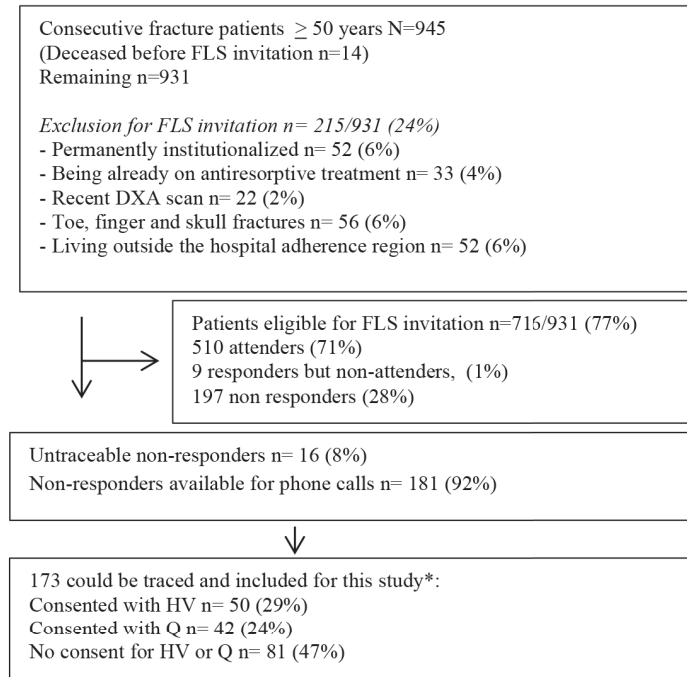 Consecutive fracture patients ≥ 50 years N=945
(Deceased before FLS invitation n=14)
Remaining n=931
Exclusion for FLS invitation n= 215/931 (24%)
- Permanently institutionalized n= 52 (6%)
- Being already on antiresorptive treatment n= 33 (4%)
- Recent DXA scan n= 22 (2%)
- Toe, finger and skull fractures n= 56 (6%)
- Living outside the hospital adherence region n= 52 (6%)
Patients eligible for FLS invitation n=716/931 (77%)
510 attenders (71%)
9 responders but non-attenders, (1%)
197 non responders (28%)
Untraceable non-responders n= 16 (8%)
Non-responders available for phone calls n= 181 (92%)
173 could be traced and included for this study*:
Consented with HV n= 50 (29%)
Consented with Q n= 42 (24%)
No consent for HV or Q n= 81 (47%)